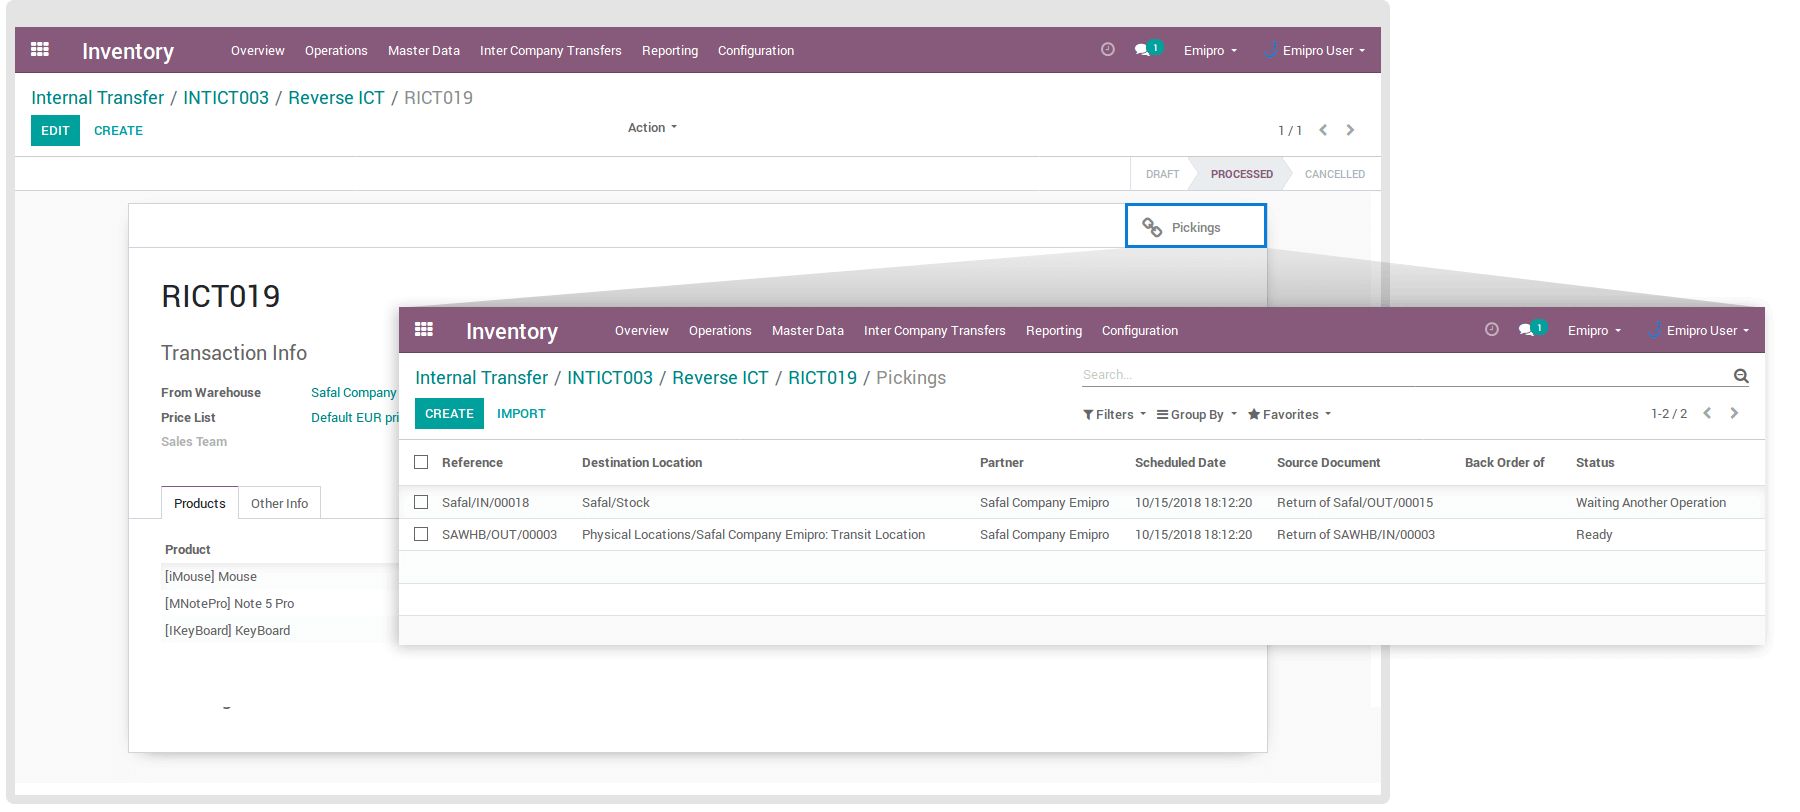 Inventory Overview Operations Master Data Inter Company Transfers Reporting Configuration 1 Emipro Emipro User
Internal Transfer / INTICT003 / Reverse ICT / RICT019
EDIT CREATE Action 1 / 1
DRAFT PROCESSED CANCELLED
Pickings
RICT019
Transaction Info
From Warehouse Safal Company
Price List Default EUR pri
Sales Team
Products Other Info
Product
[iMouse] Mouse
[MNotePro] Note 5 Pro
[IKeyBoard] KeyBoard
Inventory Overview Operations Master Data Inter Company Transfers Reporting Configuration 1 Emipro Emipro User
Internal Transfer / INTICT003 / Reverse ICT / RICT019 / Pickings Search...
CREATE IMPORT Filters Group By Favorites 1-2 / 2
Reference Destination Location Partner Scheduled Date Source Document Back Order of Status
Safal/IN/00018 Safal/Stock Safal Company Emipro 10/15/2018 18:12:20 Return of Safal/OUT/00015 Waiting Another Operation
SAWHB/OUT/00003 Physical Locations/Safal Company Emipro: Transit Location Safal Company Emipro 10/15/2018 18:12:20 Return of SAWHB/IN/00003 Ready